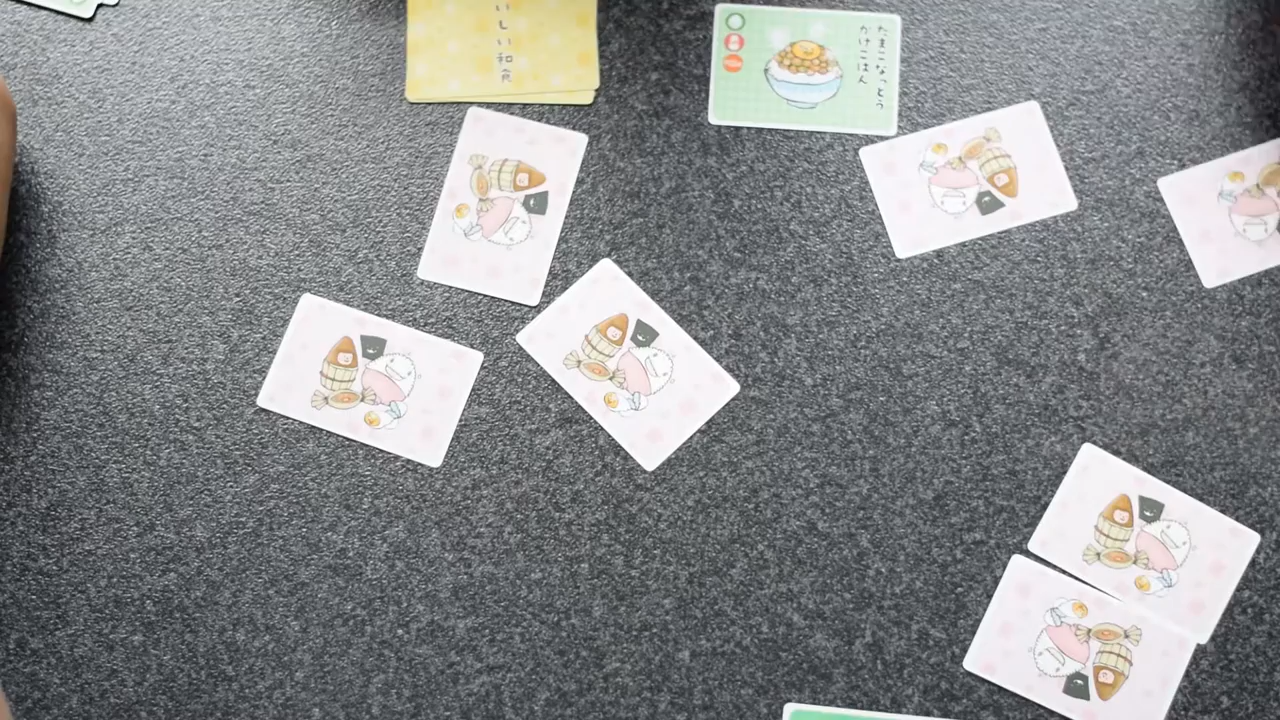 いしい和食
たまごなっとう
かけごはん